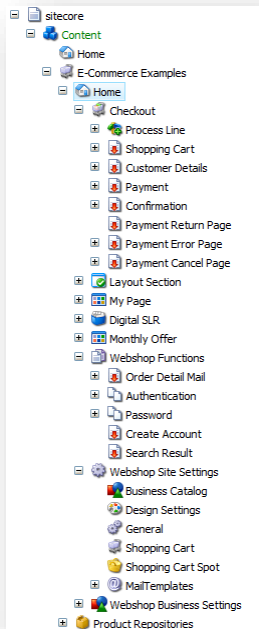 sitecore
Content
Home
E-Commerce Examples
Home
Checkout
Process Line
Shopping Cart
Customer Details
Payment
Confirmation
Payment Return Page
Payment Error Page
Payment Cancel Page
Layout Section
My Page
Digital SLR
Monthly Offer
Webshop Functions
Order Detail Mail
Authentication
Password
Create Account
Search Result
Webshop Site Settings
Business Catalog
Design Settings
General
Shopping Cart
Shopping Cart Spot
MailTemplates
Webshop Business Settings
Product Repositories